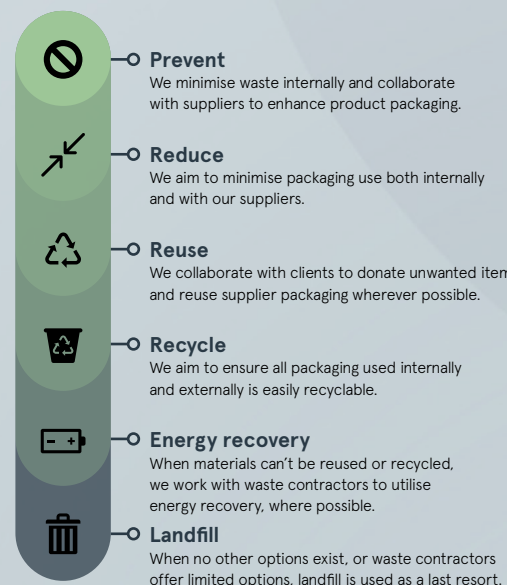 Prevent
We minimise waste internally and collaborate
with suppliers to enhance product packaging.
Reduce
We aim to minimise packaging use both internally
and with our suppliers.
Reuse
We collaborate with clients to donate unwanted item
and reuse supplier packaging wherever possible.
Recycle
We aim to ensure all packaging used internally
and externally is easily recyclable.
Energy recovery
When materials can’t be reused or recycled,
we work with waste contractors to utilise
energy recovery, where possible.
Landfill
When no other options exist, or waste contractors
offer limited options, landfill is used as a last resort.